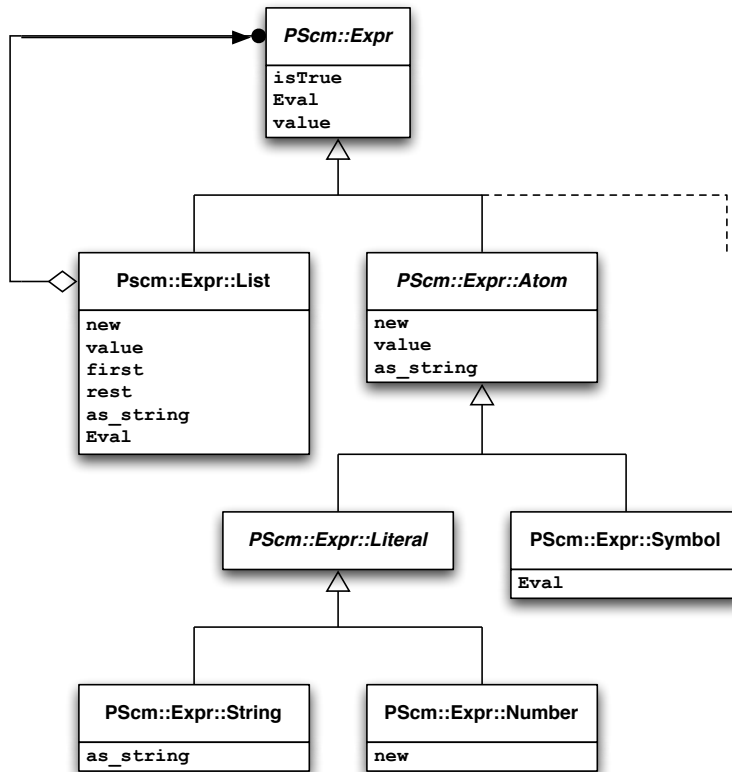 PScm::Expr
isTrue
Eval
value
Pscm::Expr::List
new
value
first
rest
as_string
Eval
PScm::Expr::Atom
new
value
as_string
PScm::Expr::Literal
PScm::Expr::Symbol
Eval
PScm::Expr::String
as_string
PScm::Expr::Number
new